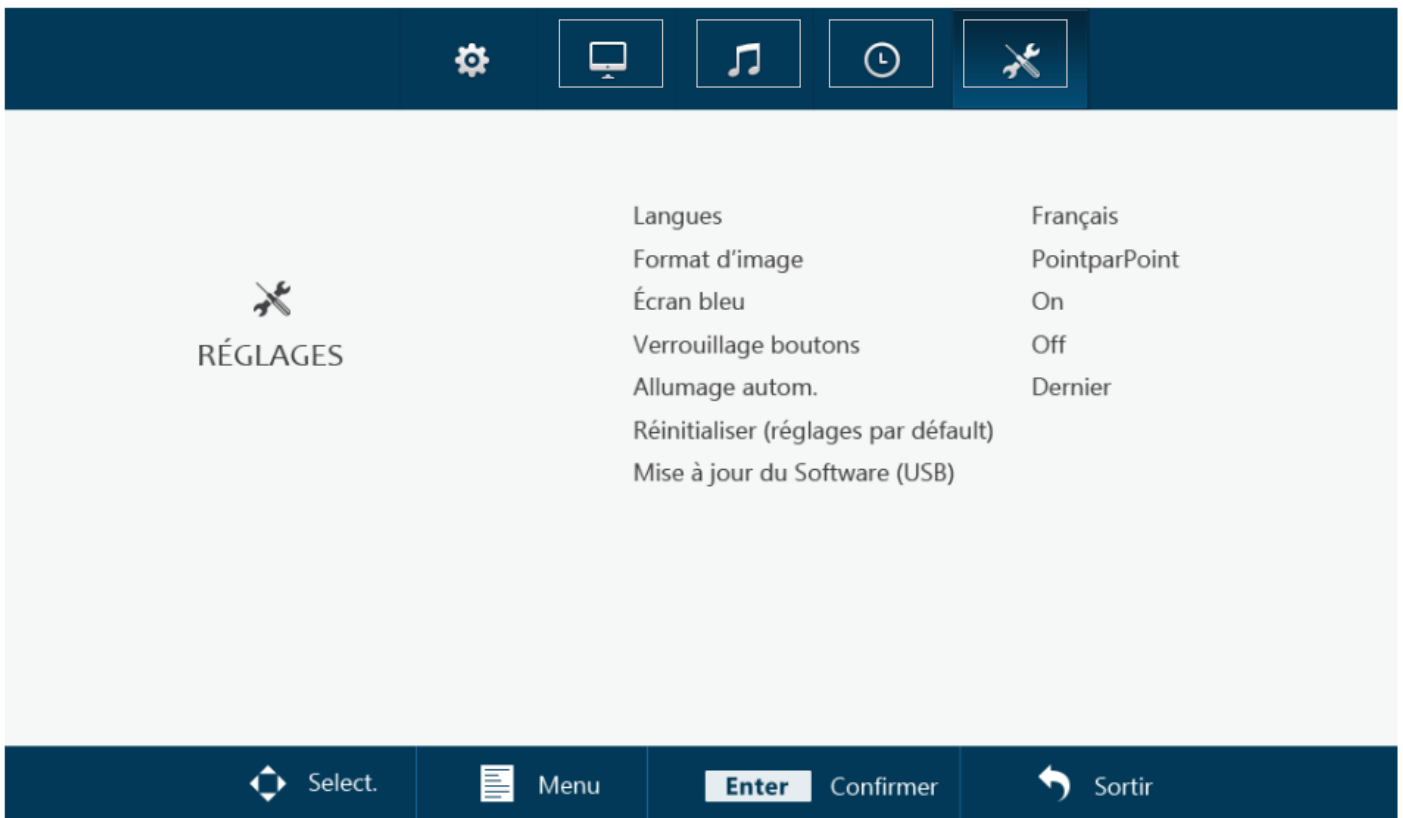 Langues Français
Format d'image PointparPoint
Écran bleu On
Verrouillage boutons Off
RÉGLAGES
Allumage autom. Dernier
Réinitialiser (réglages par défault)
Mise à jour du Software (USB)
Select. Menu Enter Confirmer Sortir